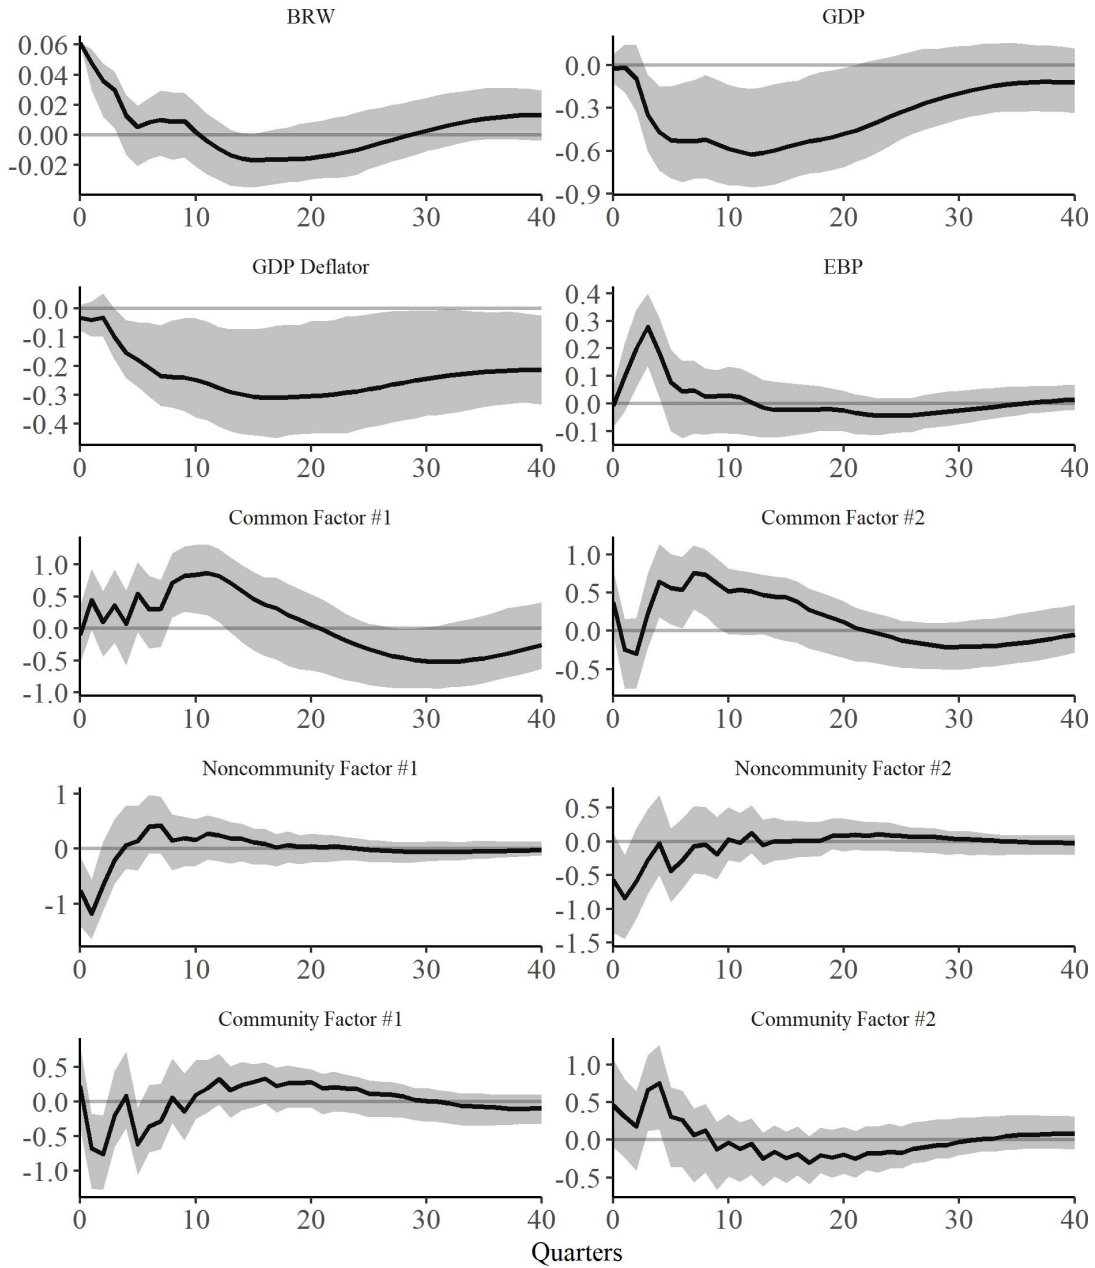 BRW
0.06
0.04
0.02
0.00
-0.02
0 10 20 30 40
GDP
0.0
-0.3
-0.6
-0.9
0 10 20 30 40
GDP Deflator
0.0
-0.1
-0.2
-0.3
-0.4
0 10 20 30 40
EBP
0.4
0.3
0.2
0.1
0.0
-0.1
0 10 20 30 40
Common Factor #1
1.0
0.5
0.0
-0.5
-1.0
0 10 20 30 40
Common Factor #2
1.0
0.5
0.0
-0.5
0 10 20 30 40
Noncommunity Factor #1
1
0
-1
0 10 20 30 40
Noncommunity Factor #2
0.5
0.0
-0.5
-1.0
-1.5
0 10 20 30 40
Community Factor #1
0.5
0.0
-0.5
-1.0
0 10 20 30 40
Community Factor #2
1.0
0.5
0.0
-0.5
0 10 20 30 40
Quarters